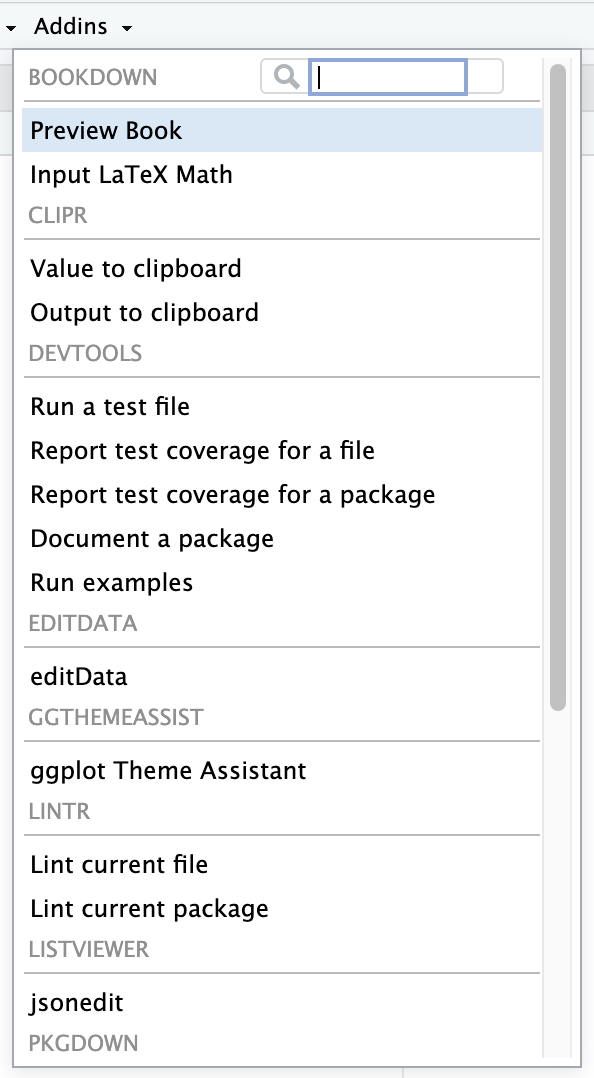 Addins
BOOKDOWN
Preview Book
Input LaTeX Math
CLIPR
Value to clipboard
Output to clipboard
DEVTOOLS
Run a test file
Report test coverage for a file
Report test coverage for a package
Document a package
Run examples
EDITDATA
editData
GGTHEMEASSIST
ggplot Theme Assistant
LINTR
Lint current file
Lint current package
LISTVIEWER
jsonedit
PKGDOWN